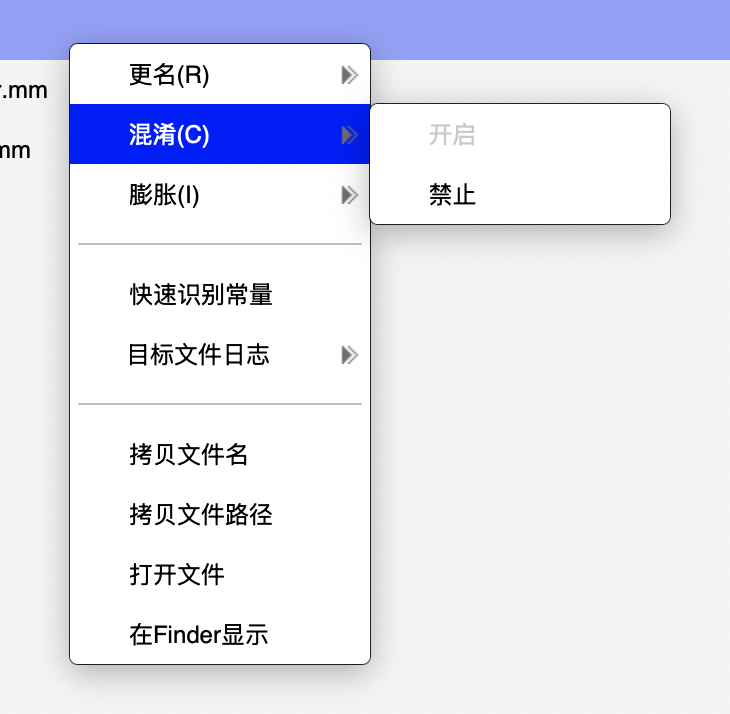 r.mm
mm
更名(R)
混淆(C)
开启
禁止
膨胀(I)
快速识别常量
目标文件日志
拷贝文件名
拷贝文件路径
打开文件
在Finder显示